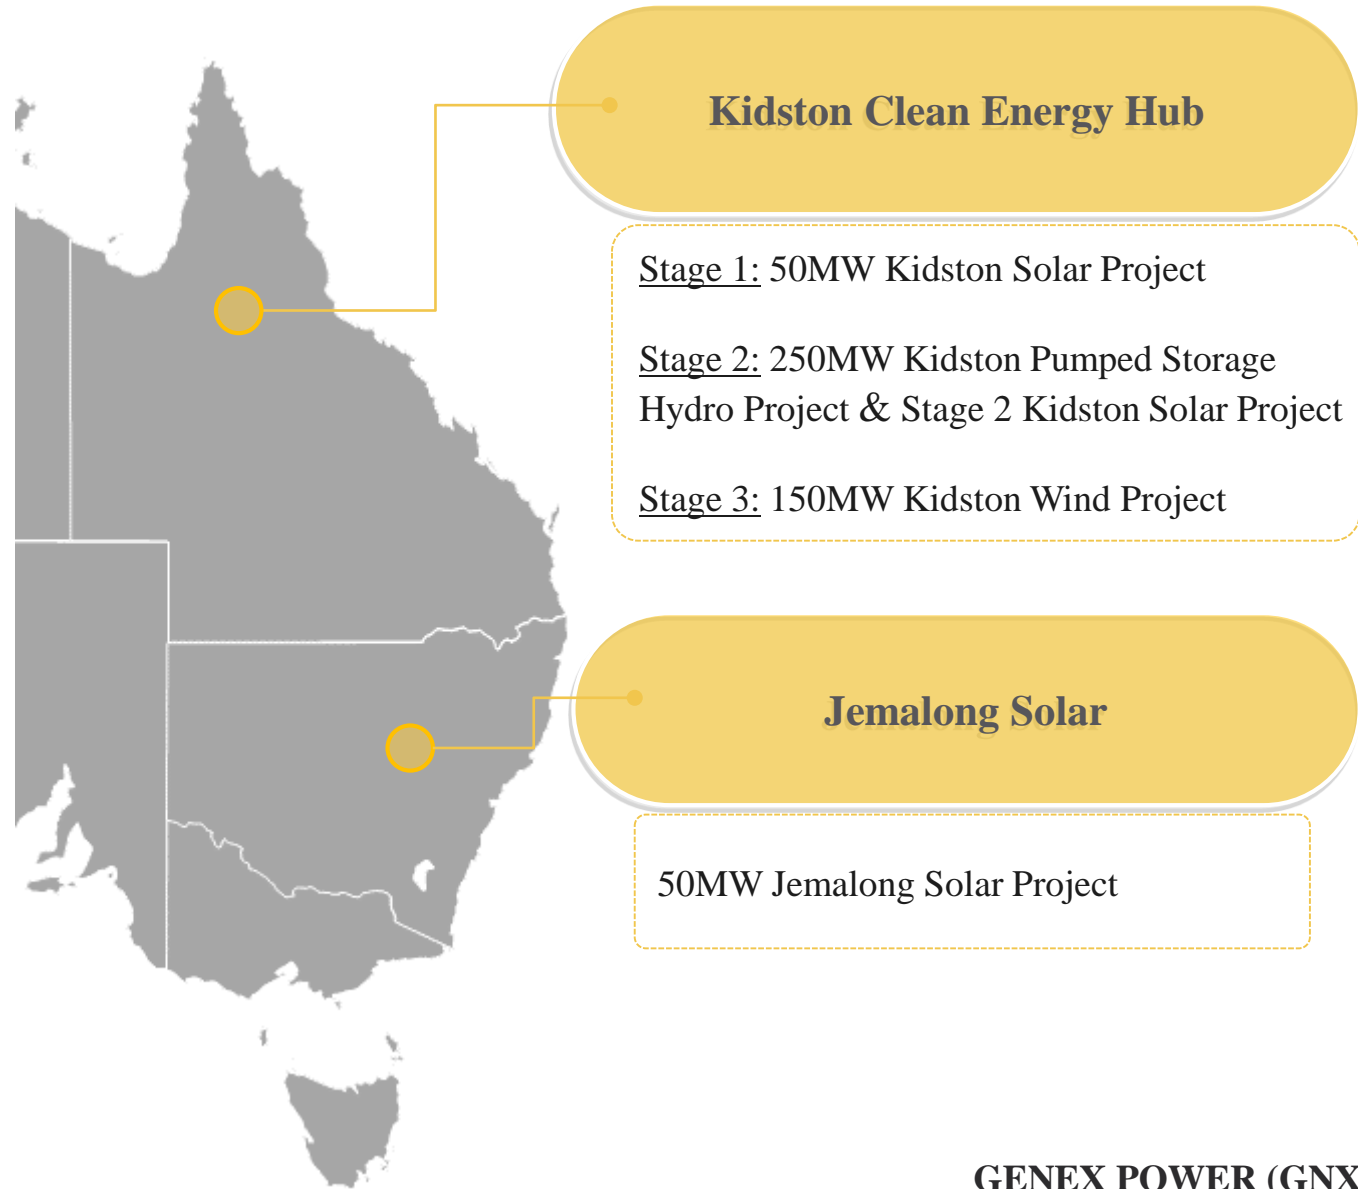 Kidston Clean Energy Hub
Stage 1: 50MW Kidston Solar Project
Stage 2: 250MW Kidston Pumped Storage
Hydro Project & Stage 2 Kidston Solar Project
Stage 3: 150MW Kidston Wind Project
Jemalong Solar
50MW Jemalong Solar Project
GENEX POWER (GNX